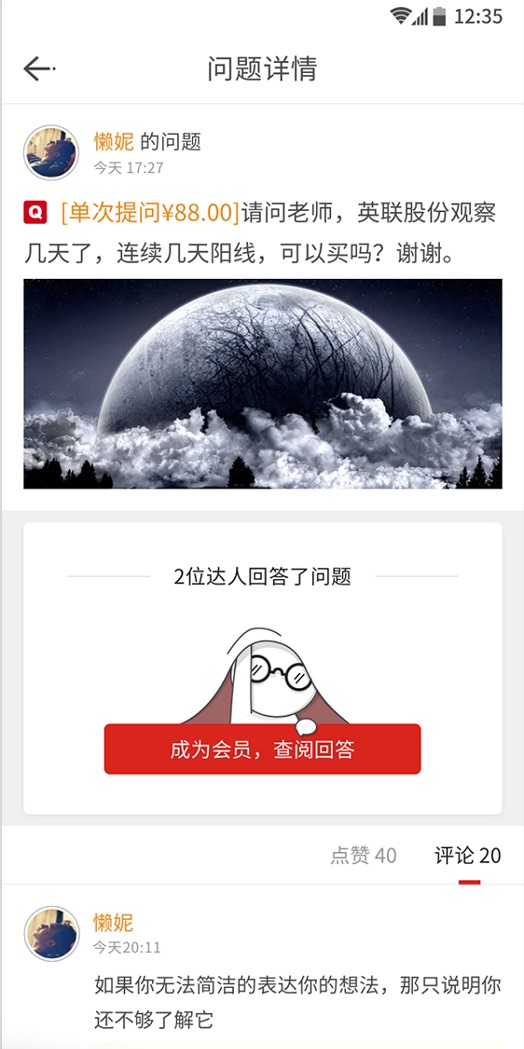 12:35
问题详情
懒妮 的问题
今天 17:27
Q [单次提问¥88.00]请问老师，英联股份观察
几天了，连续几天阳线，可以买吗？谢谢。
2位达人回答了问题
成为会员，查阅回答
点赞 40 评论 20
懒妮
今天20:11
如果你无法简洁的表达你的想法，那只说明你
还不够了解它